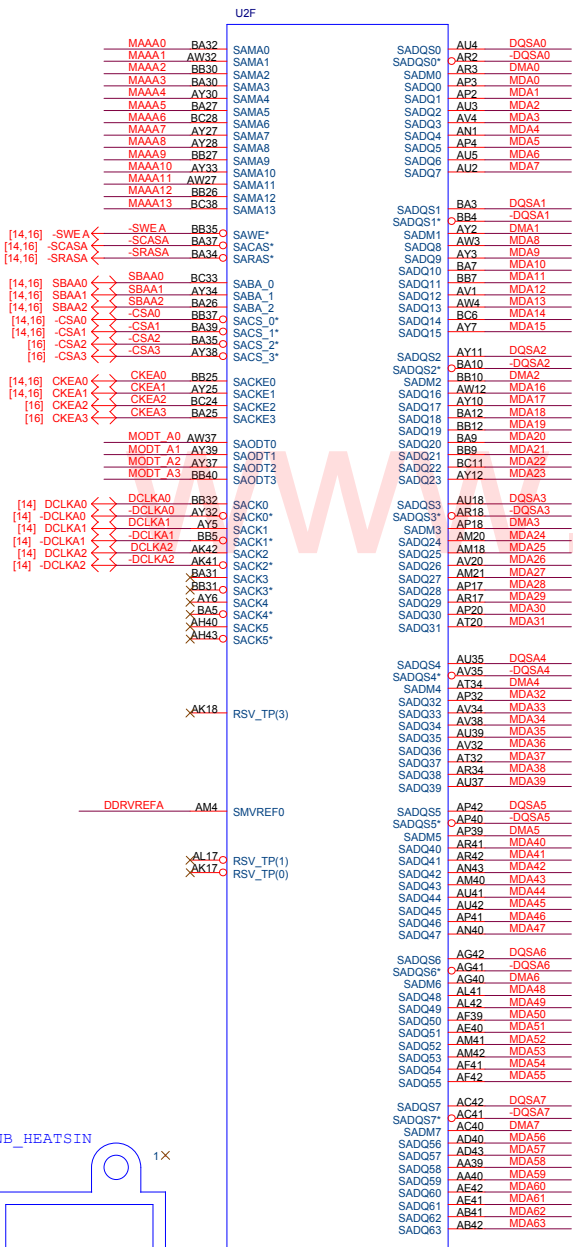 U2F
MAAA0 BA32 SAMA0
MAAA1 AW32 SAMA1
MAAA2 BB30 SAMA2
MAAA3 BA30 SAMA3
MAAA4 AY30 SAMA4
MAAA5 BA27 SAMA5
MAAA6 BC28 SAMA6
MAAA7 AY27 SAMA7
MAAA8 AY28 SAMA8
MAAA9 BB27 SAMA9
MAAA10 AY33 SAMA10
MAAA11 AW27 SAMA11
MAAA12 BB26 SAMA12
MAAA13 BC38 SAMA13
[14,16] -SWEA -SWEA BB35 SAWE*
[14,16] -SCASA -SCASA BA37 SACAS*
[14,16] -SRASA -SRASA BA34 SARAS*
[14,16] SBAA0 SBAA0 BC33 SABA_0
[14,16] SBAA1 SBAA1 AY34 SABA_1
[14,16] SBAA2 SBAA2 BA26 SABA_2
[14,16] -CSA0 -CSA0 BB37 SACS_0*
[14,16] -CSA1 -CSA1 BA39 SACS_1*
[16] -CSA2 -CSA2 BA35 SACS_2*
[16] -CSA3 -CSA3 AY38 SACS_3*
[14,16] CKEA0 CKEA0 BB25 SACKE0
[14,16] CKEA1 CKEA1 AY25 SACKE1
[16] CKEA2 CKEA2 BC24 SACKE2
[16] CKEA3 CKEA3 BA25 SACKE3
MODT_A0 AW37 SAODT0
MODT_A1 AY39 SAODT1
MODT_A2 AY37 SAODT2
MODT_A3 BB40 SAODT3
[14] DCLKA0 DCLKA0 BB32 SACK0
[14] -DCLKA0 -DCLKA0 AY32 SACK0*
[14] DCLKA1 DCLKA1 AY5 SACK1
[14] -DCLKA1 -DCLKA1 BB5 SACK1*
[14] DCLKA2 DCLKA2 AK42 SACK2
[14] -DCLKA2 -DCLKA2 AK41 SACK2*
BA31 SACK3
BB31 SACK3*
AY6 SACK4
BA5 SACK4*
AH40 SACK5
AH43 SACK5*
AK18 RSV_TP(3)
DDRVREFA AM4 SMVREF0
AL17 RSV_TP(1)
AK17 RSV_TP(0)
SADQS0 AU4 DQSA0
SADQS0* AR2 -DQSA0
SADM0 AR3 DMA0
SADQ0 AP3 MDA0
SADQ1 AP2 MDA1
SADQ2 AU3 MDA2
SADQ3 AV4 MDA3
SADQ4 AN1 MDA4
SADQ5 AP4 MDA5
SADQ6 AU5 MDA6
SADQ7 AU2 MDA7
SADQS1 BA3 DQSA1
SADQS1* BB4 -DQSA1
SADM1 AY2 DMA1
SADQ8 AW3 MDA8
SADQ9 AY3 MDA9
SADQ10 BA7 MDA10
SADQ11 BB7 MDA11
SADQ12 AV1 MDA12
SADQ13 AW4 MDA13
SADQ14 BC6 MDA14
SADQ15 AY7 MDA15
SADQS2 AY11 DQSA2
SADQS2* BA10 -DQSA2
SADM2 BB10 DMA2
SADQ16 AW12 MDA16
SADQ17 AY10 MDA17
SADQ18 BA12 MDA18
SADQ19 BB12 MDA19
SADQ20 BA9 MDA20
SADQ21 BB9 MDA21
SADQ22 BC11 MDA22
SADQ23 AY12 MDA23
SADQS3 AU18 DQSA3
SADQS3* AR18 -DQSA3
SADM3 AP18 DMA3
SADQ24 AM20 MDA24
SADQ25 AM18 MDA25
SADQ26 AV20 MDA26
SADQ27 AM21 MDA27
SADQ28 AP17 MDA28
SADQ29 AR17 MDA29
SADQ30 AP20 MDA30
SADQ31 AT20 MDA31
SADQS4 AU35 DQSA4
SADQS4* AV35 -DQSA4
SADM4 AT34 DMA4
SADQ32 AP32 MDA32
SADQ33 AV34 MDA33
SADQ34 AV38 MDA34
SADQ35 AU39 MDA35
SADQ36 AV32 MDA36
SADQ37 AT32 MDA37
SADQ38 AR34 MDA38
SADQ39 AU37 MDA39
SADQS5 AP42 DQSA5
SADQS5* AP40 -DQSA5
SADM5 AP39 DMA5
SADQ40 AR41 MDA40
SADQ41 AR42 MDA41
SADQ42 AN43 MDA42
SADQ43 AM40 MDA43
SADQ44 AU41 MDA44
SADQ45 AU42 MDA45
SADQ46 AP41 MDA46
SADQ47 AN40 MDA47
SADQS6 AG42 DQSA6
SADQS6* AG41 -DQSA6
SADM6 AG40 DMA6
SADQ48 AL41 MDA48
SADQ49 AL42 MDA49
SADQ50 AF39 MDA50
SADQ51 AE40 MDA51
SADQ52 AM41 MDA52
SADQ53 AM42 MDA53
SADQ54 AF41 MDA54
SADQ55 AF42 MDA55
SADQS7 AC42 DQSA7
SADQS7* AC41 -DQSA7
SADM7 AC40 DMA7
SADQ56 AD40 MDA56
SADQ57 AD43 MDA57
SADQ58 AA39 MDA58
SADQ59 AA40 MDA59
SADQ60 AE42 MDA60
SADQ61 AE41 MDA61
SADQ62 AB41 MDA62
SADQ63 AB42 MDA63
NB_HEATSIN
1